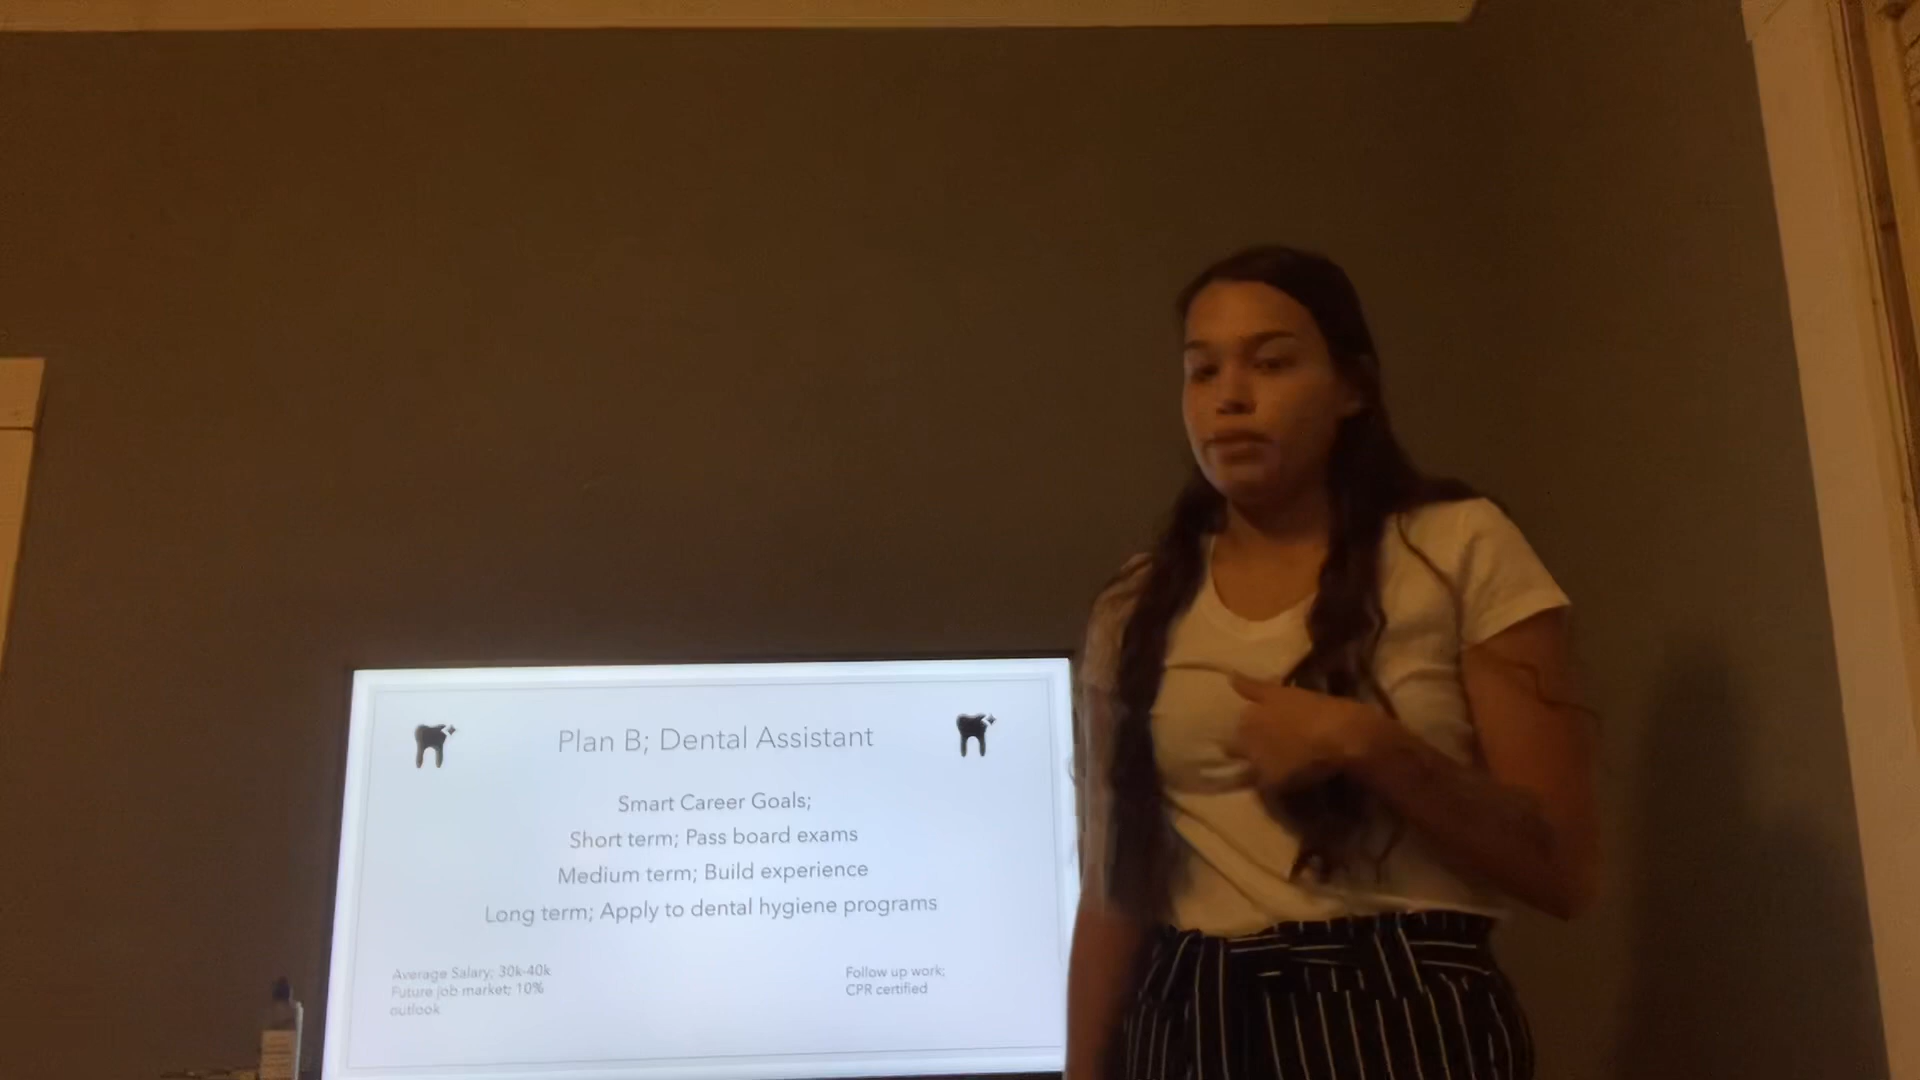 Plan B; Dental Assistant
Smart Career Goals;
Short term; Pass board exams
Medium term; Build experience
Long term; Apply to dental hygiene programs
Average Salary; 30k-40k
Future job market; 10%
outlook
Follow up work;
CPR certified